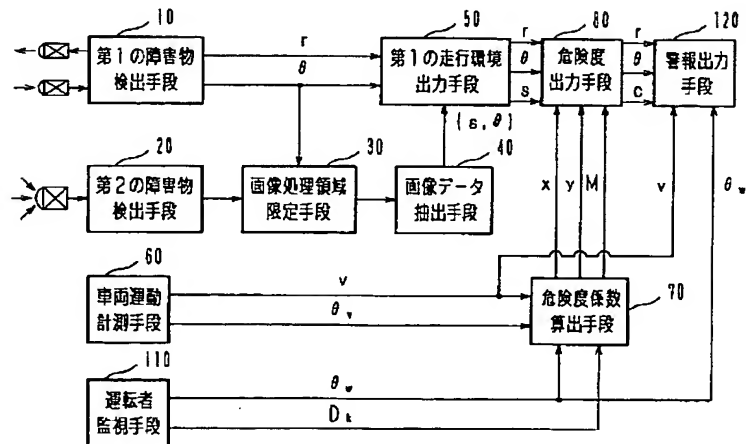 10
第1の障害物
検出手段
r
θ
50
第1の走行環境
出力手段
r
θ
s
80
危険度
出力手段
r
θ
c
120
警報出力
手段
(s,θ)
20
第2の障害物
検出手段
30
画像処理領域
限定手段
40
画像データ
抽出手段
x
y
M
v
θw
60
車両運動
計測手段
v
θv
危険度係数
算出手段
70
110
運転者
監視手段
θw
Dk